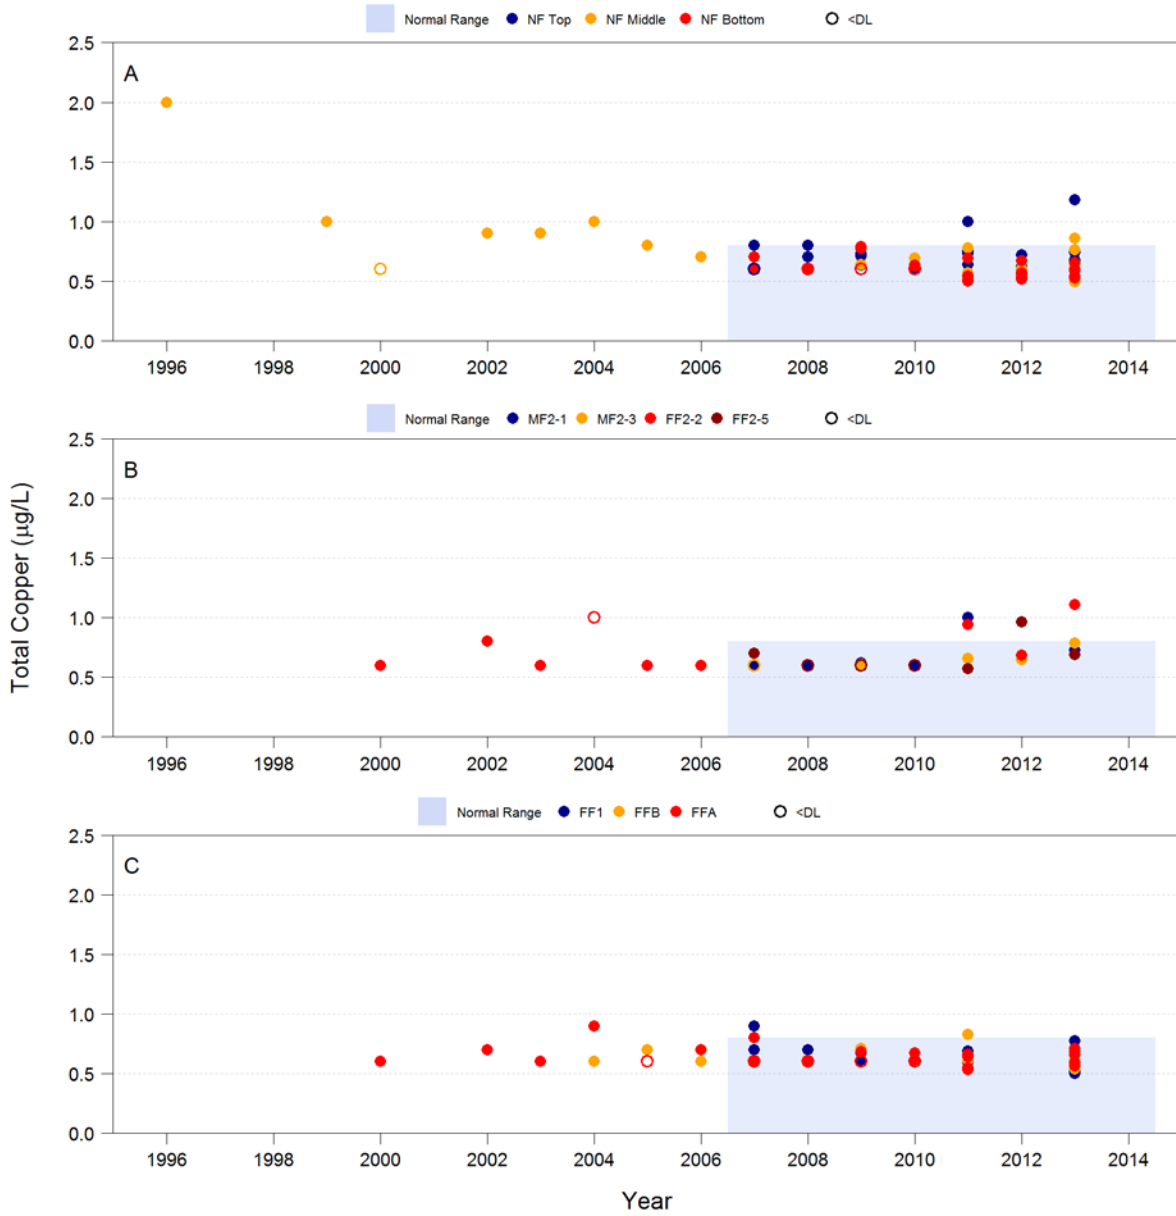 Normal Range NF Top NF Middle NF Bottom <DL
A
2.5
2.0
1.5
1.0
0.5
0.0
1996 1998 2000 2002 2004 2006 2008 2010 2012 2014
Normal Range MF2-1 MF2-3 FF2-2 FF2-5 <DL
B
2.5
2.0
1.5
1.0
0.5
0.0
Total Copper (µg/L)
1996 1998 2000 2002 2004 2006 2008 2010 2012 2014
Normal Range FF1 FFB FFA <DL
C
2.5
2.0
1.5
1.0
0.5
0.0
1996 1998 2000 2002 2004 2006 2008 2010 2012 2014
Year